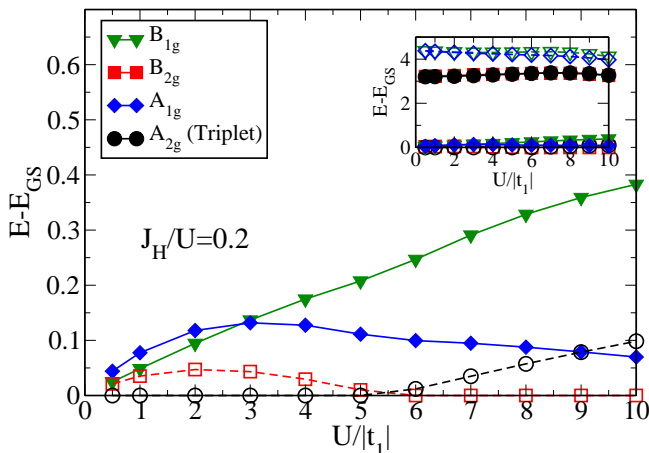 B1g
B2g
A1g
A2g (Triplet)
JH/U=0.2
E-EGS
0
0.1
0.2
0.3
0.4
0.5
0.6
0 1 2 3 4 5 6 7 8 9 10
U/|t1|
E-EGS
4
2
0
0 2 4 6 8 10
U/|t1|